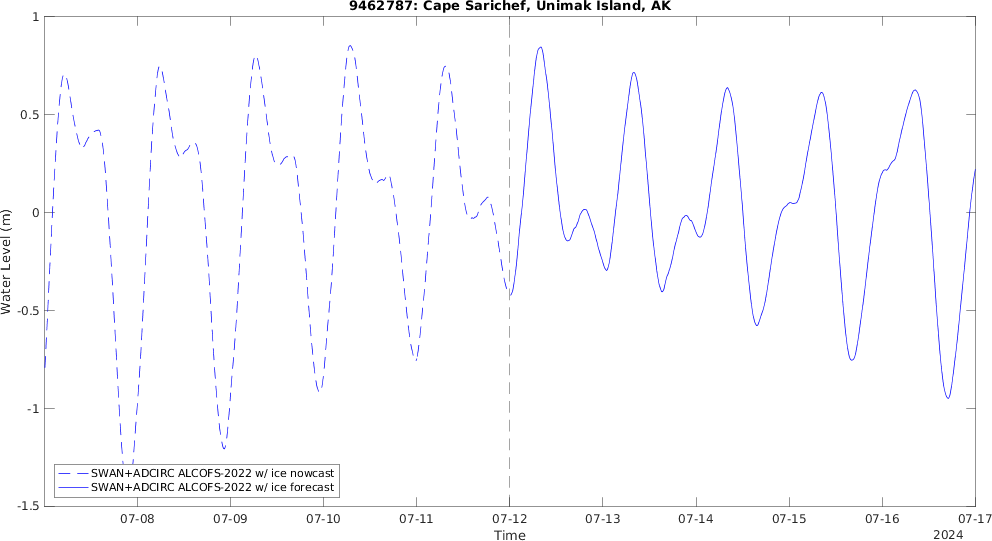 9462787: Cape Sarichef, Unimak Island, AK
1
0.5
0
-0.5
-1
-1.5
Water Level (m)
SWAN+ADCIRC ALCOFS-2022 w/ ice nowcast
SWAN+ADCIRC ALCOFS-2022 w/ ice forecast
07-08 07-09 07-10 07-11 07-12 07-13 07-14 07-15 07-16 07-17
Time
2024